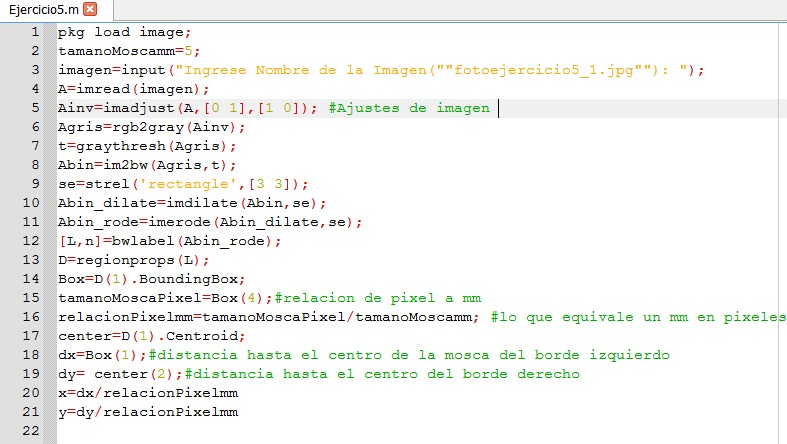 Ejercicio5.m
1 pkg load image;
2 tamanoMoscamm=5;
3 imagen=input("Ingrese Nombre de la Imagen(""fotoejercicio5_1.jpg""): ");
4 A=imread(imagen);
5 Ainv=imadjust(A,[0 1],[1 0]); #Ajustes de imagen
6 Agris=rgb2gray(Ainv);
7 t=graythresh(Agris);
8 Abin=im2bw(Agris,t);
9 se=strel('rectangle',[3 3]);
10 Abin_dilate=imdilate(Abin,se);
11 Abin_rode=imerode(Abin_dilate,se);
12 [L,n]=bwlabel(Abin_rode);
13 D=regionprops(L);
14 Box=D(1).BoundingBox;
15 tamanoMoscaPixel=Box(4);#relacion de pixel a mm
16 relacionPixelmm=tamanoMoscaPixel/tamanoMoscamm; #lo que equivale un mm en pixeles
17 center=D(1).Centroid;
18 dx=Box(1);#distancia hasta el centro de la mosca del borde izquierdo
19 dy= center(2);#distancia hasta el centro del borde derecho
20 x=dx/relacionPixelmm
21 y=dy/relacionPixelmm
22